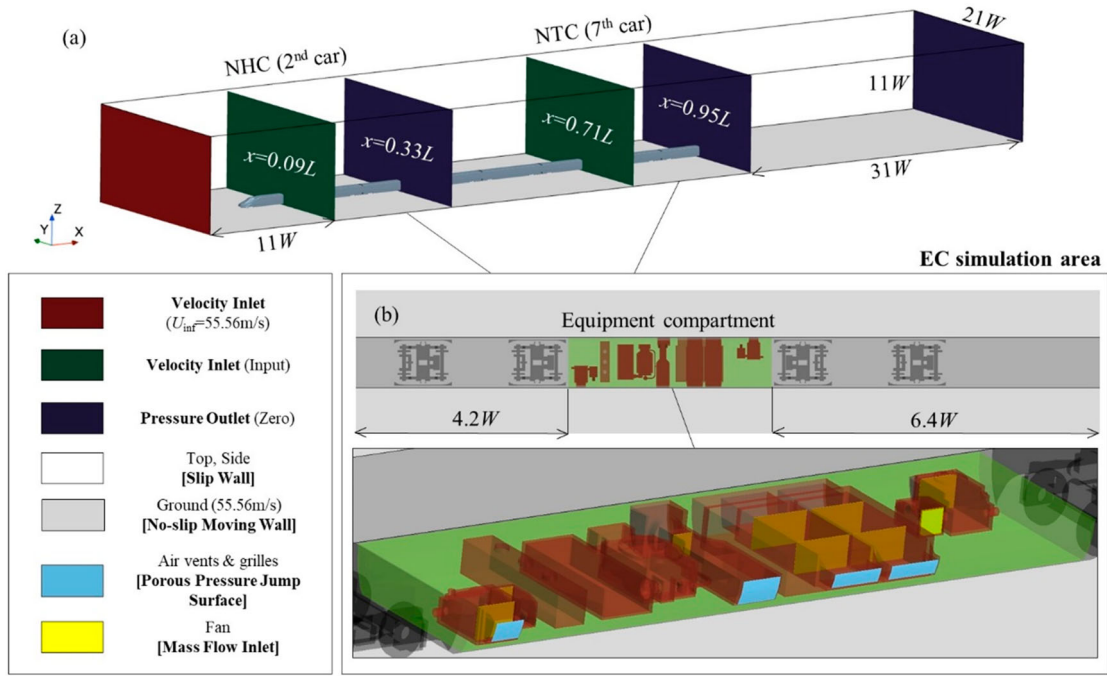 (a)
NHC (2nd car)
NTC (7th car)
21W
11W
x=0.09L
x=0.33L
x=0.71L
x=0.95L
31W
11W
Z
Y
X
EC simulation area
Velocity Inlet
(Uinf=55.56m/s)
Velocity Inlet (Input)
Pressure Outlet (Zero)
Top, Side
[Slip Wall]
Ground (55.56m/s)
[No-slip Moving Wall]
Air vents & grilles
[Porous Pressure Jump
Surface]
Fan
[Mass Flow Inlet]
(b)
Equipment compartment
4.2W
6.4W